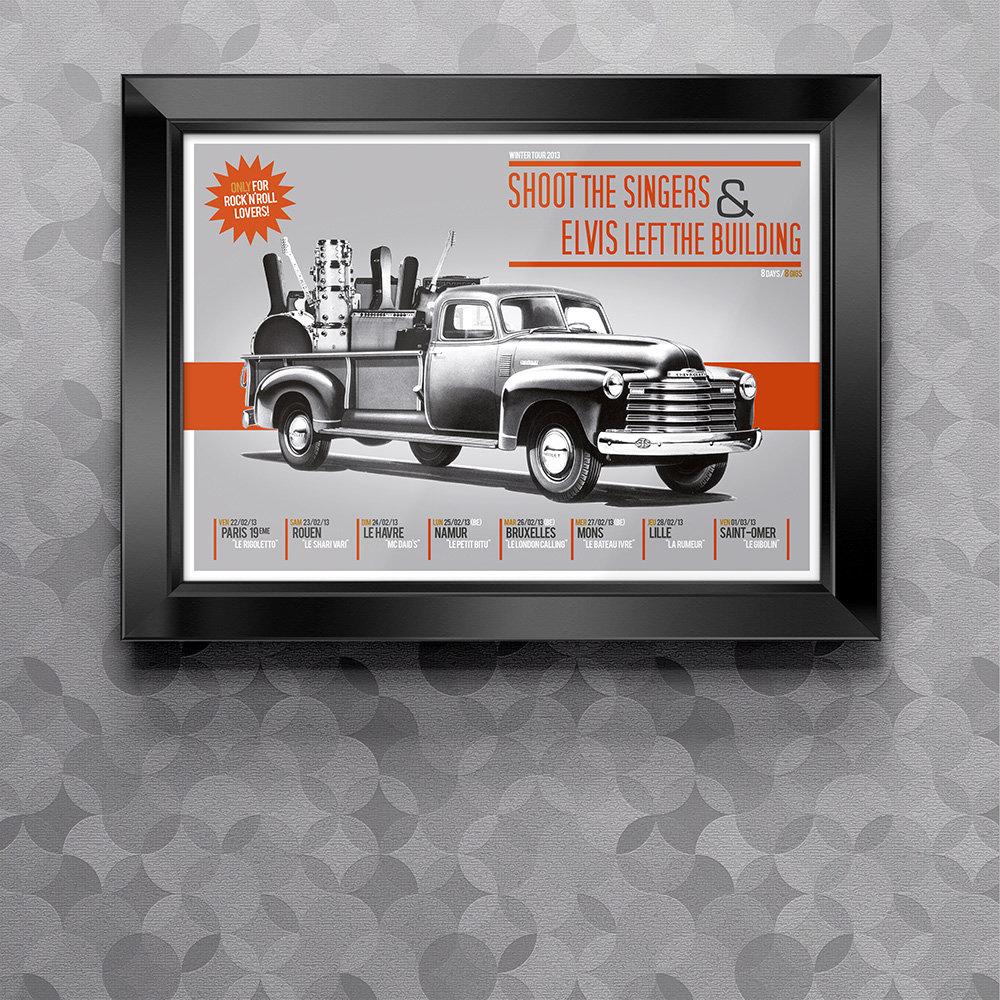 WINTER TOUR 2013
SHOOT THE SINGERS &
ELVIS LEFT THE BUILDING
8 DAYS / 8 GIGS
ONLY FOR
ROCK'N'ROLL
LOVERS!
CHEVROLET
VEN 22/02/13
PARIS 19EME
"LE RIGOLETTO"
SAM 23/02/13
ROUEN
"LE SHARI VARI"
DIM 24/02/13
LE HAVRE
"MC DAID'S"
LUN 25/02/13 (BE)
NAMUR
"LE PETIT BITU"
MAR 26/02/13 (BE)
BRUXELLES
"LE LONDON CALLING"
MER 27/02/13 (BE)
MONS
"LE BATEAU IVRE"
JEU 28/02/13
LILLE
"LA RUMEUR"
VEN 01/03/13
SAINT-OMER
"LE GIBOLIN"